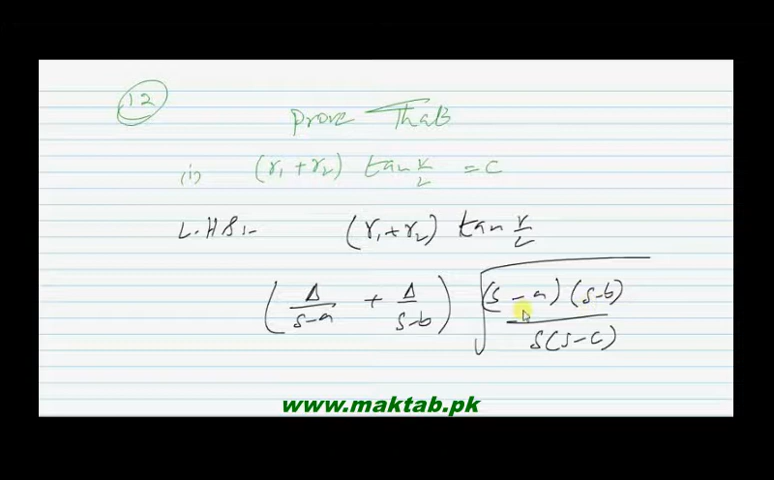 12
Prove That
(i) (r₁+r₂) tan γ/2 = c
L.H.S:- (r₁+r₂) tan γ/2
(Δ/(s-a) + Δ/(s-b)) √((s-a)(s-b)/(s(s-c)))
www.maktab.pk